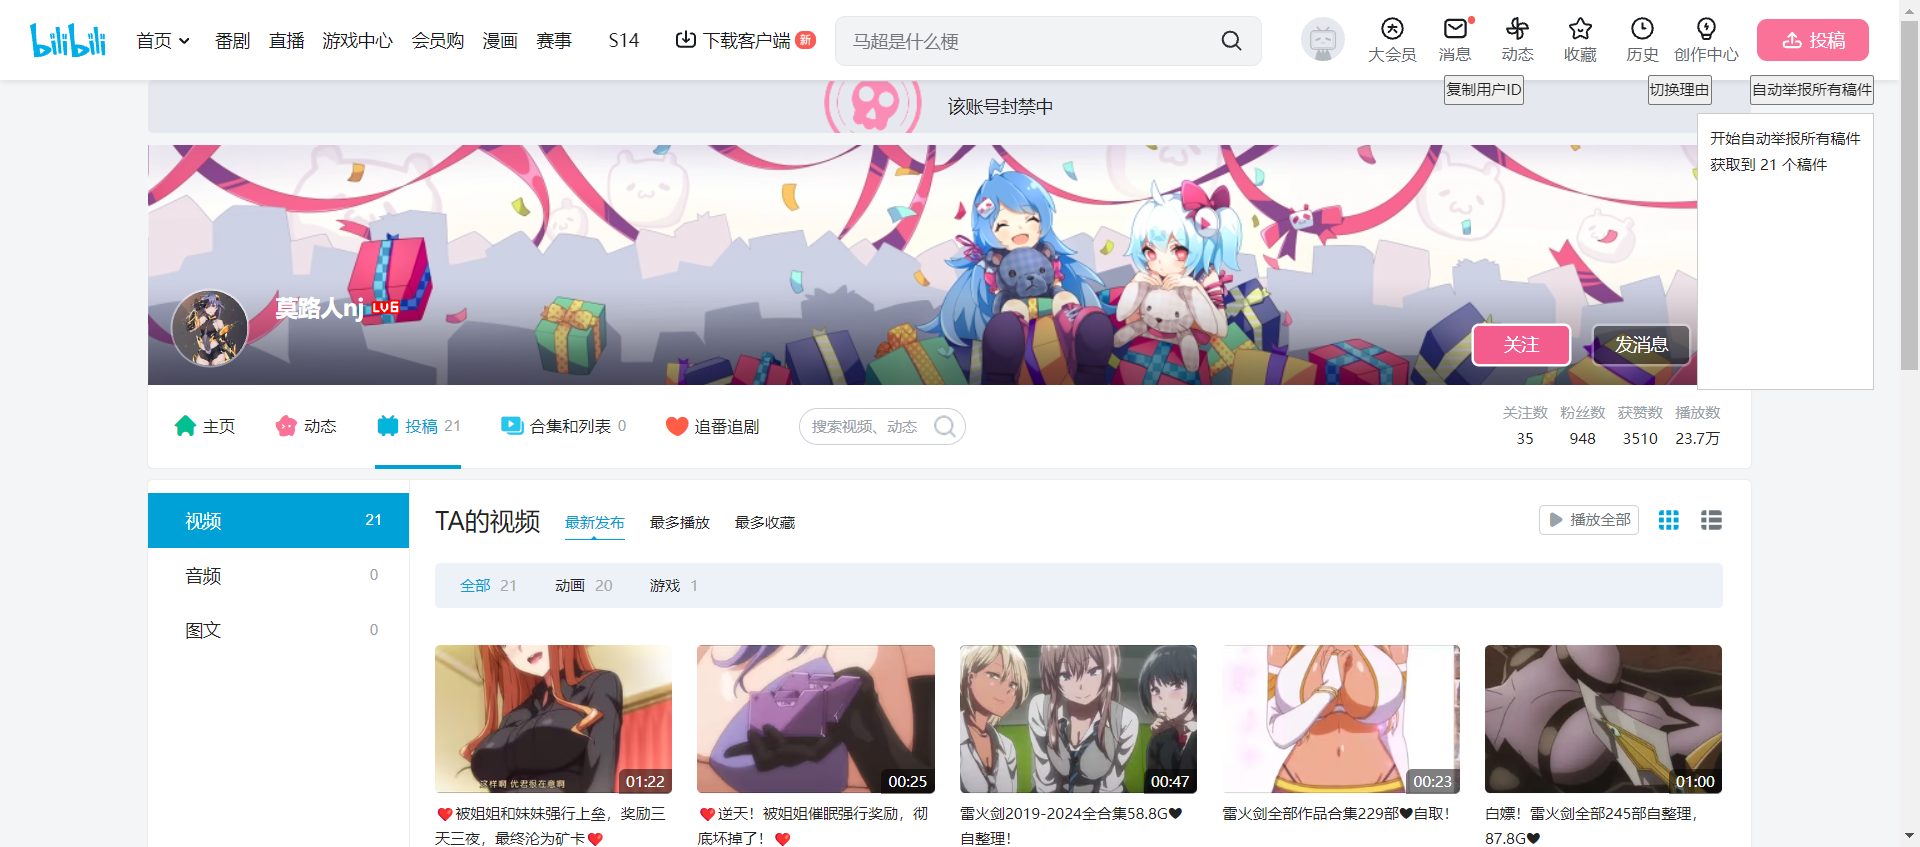 bilibili
首页
番剧
直播
游戏中心
会员购
漫画
赛事
S14
下载客户端
新
马超是什么梗
大会员
消息
动态
收藏
历史
创作中心
投稿
复制用户ID
切换理由
自动举报所有稿件
该账号封禁中
开始自动举报所有稿件
获取到 21 个稿件
莫路人nj LV6
关注
发消息
主页
动态
投稿 21
合集和列表 0
追番追剧
搜索视频、动态
关注数 粉丝数 获赞数 播放数
35 948 3510 23.7万
视频 21
音频 0
图文 0
TA的视频
最新发布
最多播放
最多收藏
播放全部
全部 21
动画 20
游戏 1
这样啊 优君很在意啊
01:22
00:25
00:47
00:23
01:00
❤️被姐姐和妹妹强行上垒，奖励三
天三夜，最终沦为矿卡❤️
❤️逆天！被姐姐催眠强行奖励，彻
底坏掉了！❤️
雷火剑2019-2024全合集58.8G♥
自整理！
雷火剑全部作品合集229部♥自取！
白嫖！雷火剑全部245部自整理，
87.8G♥